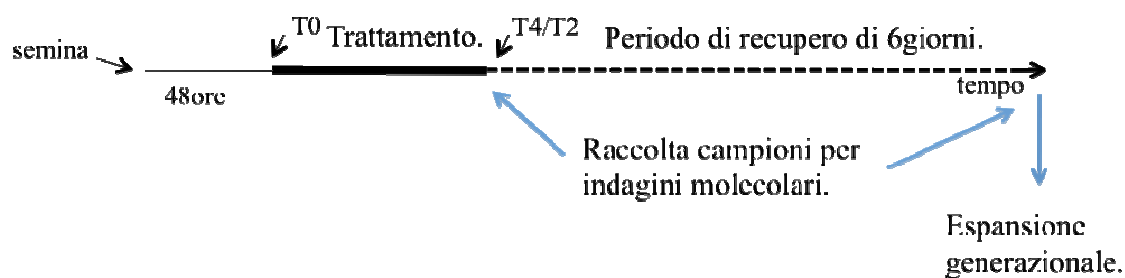 semina
T0 Trattamento.
T4/T2
Periodo di recupero di 6giorni.
48ore
tempo
Raccolta campioni per
indagini molecolari.
Espansione
generazionale.